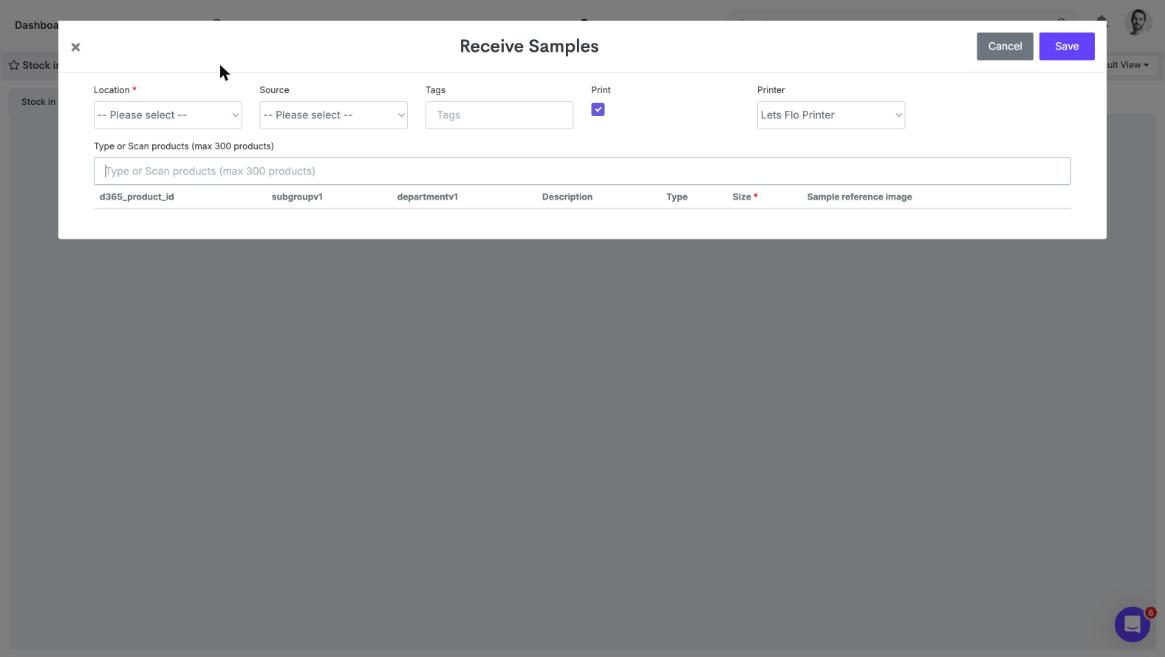 Dashboa
Receive Samples
Cancel
Save
Stock in
ult View
Stock in
Location *
Source
Tags
Print
Printer
-- Please select --
-- Please select --
Tags
Lets Flo Printer
Type or Scan products (max 300 products)
Type or Scan products (max 300 products)
d365_product_id subgroupv1 departmentv1 Description Type Size * Sample reference image
6